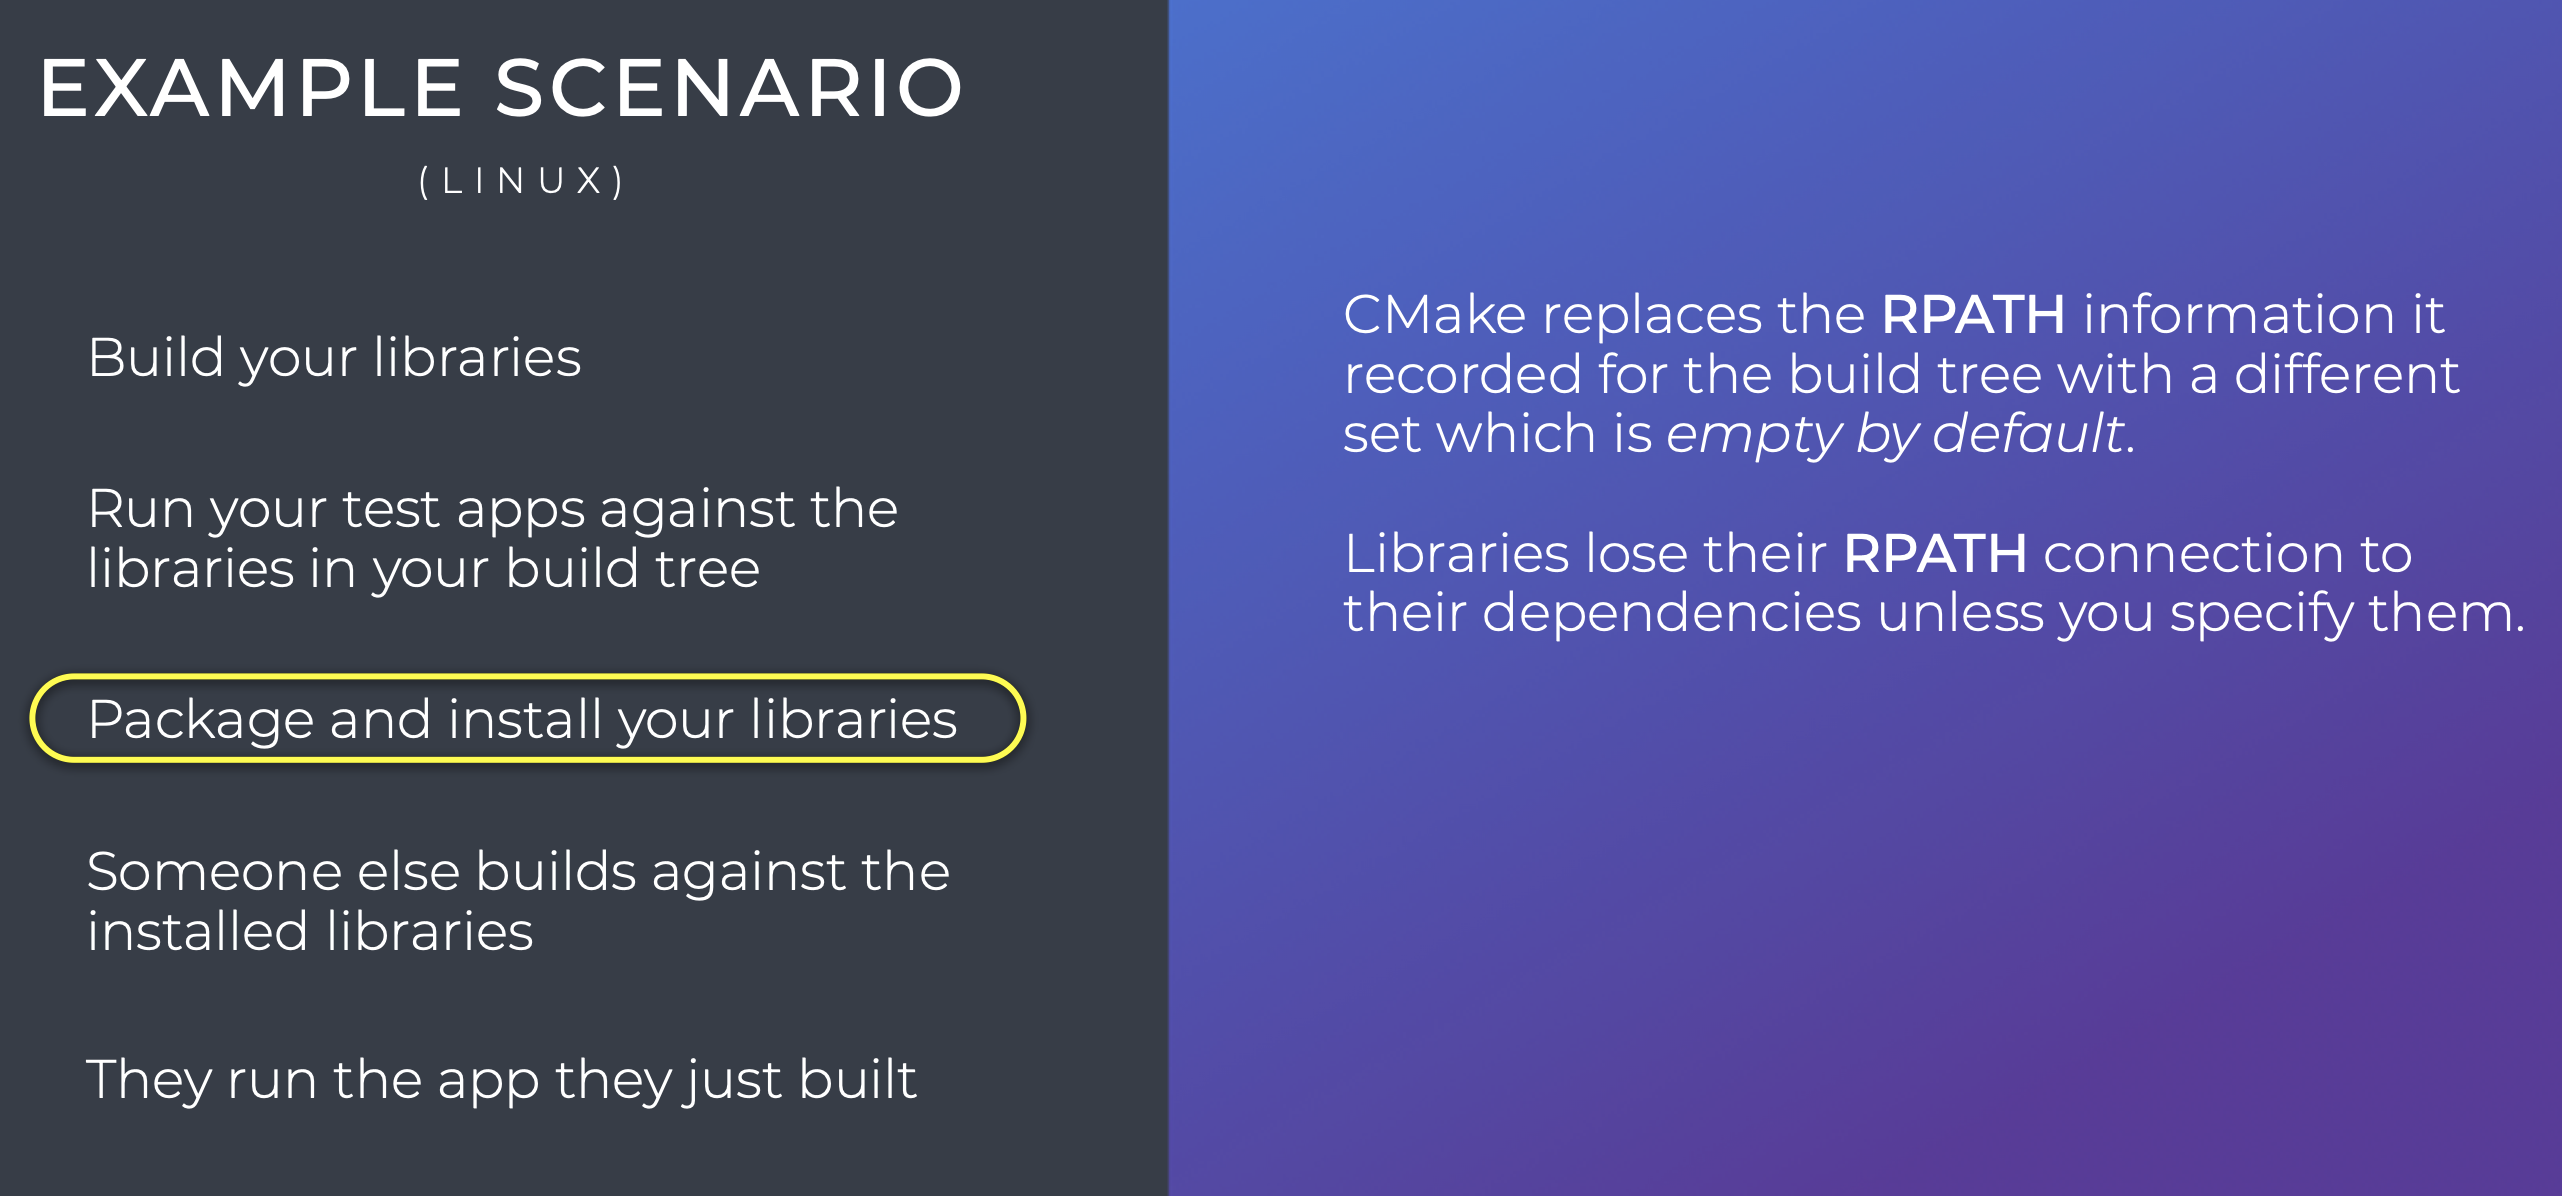 EXAMPLE SCENARIO
(LINUX)
Build your libraries
Run your test apps against the
libraries in your build tree
Package and install your libraries
Someone else builds against the
installed libraries
They run the app they just built
CMake replaces the RPATH information it
recorded for the build tree with a different
set which is empty by default.
Libraries lose their RPATH connection to
their dependencies unless you specify them.